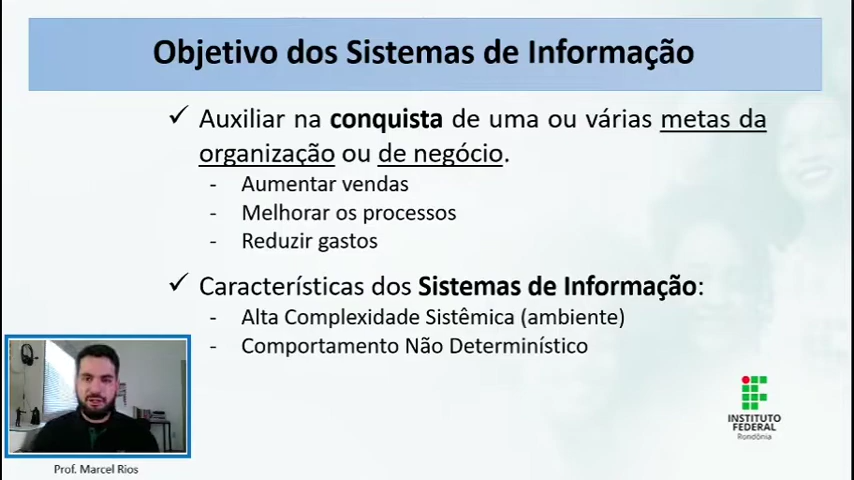 Objetivo dos Sistemas de Informação
✓ Auxiliar na conquista de uma ou várias metas da
organização ou de negócio.
- Aumentar vendas
- Melhorar os processos
- Reduzir gastos
✓ Características dos Sistemas de Informação:
- Alta Complexidade Sistêmica (ambiente)
- Comportamento Não Determinístico
INSTITUTO
FEDERAL
Rondônia
Prof. Marcel Rios